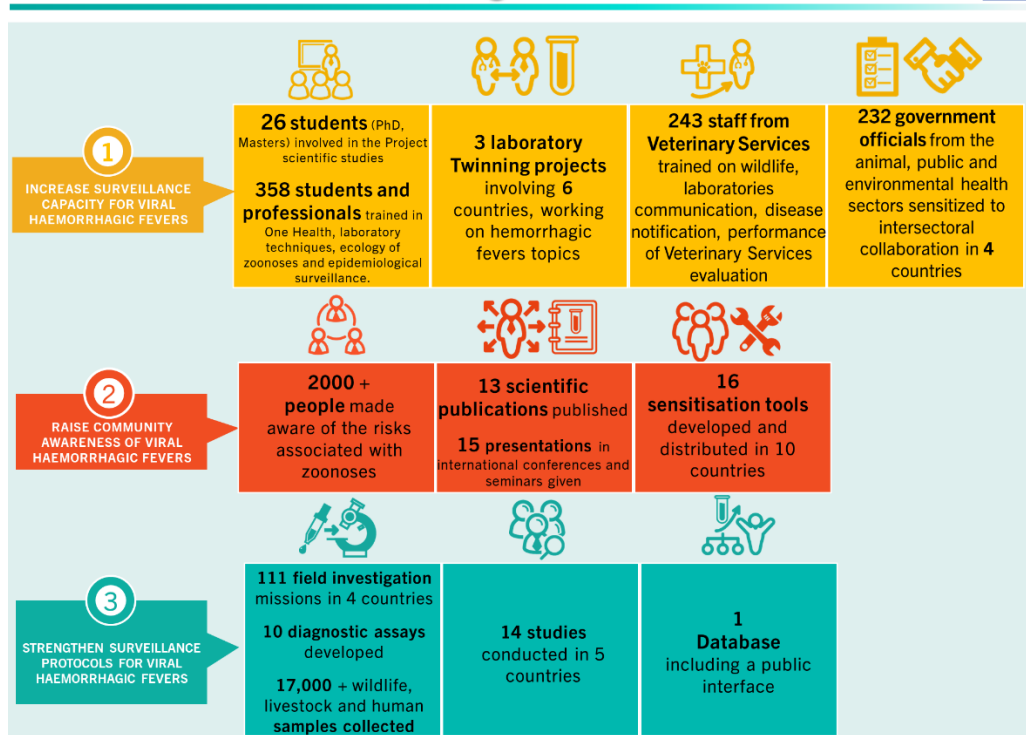 1
INCREASE SURVEILLANCE
CAPACITY FOR VIRAL
HAEMORRHAGIC FEVERS
26 students (PhD,
Masters) involved in the Project
scientific studies
358 students and
professionals trained in
One Health, laboratory
techniques, ecology of
zoonoses and epidemiological
surveillance.
3 laboratory
Twinning projects
involving 6
countries, working
on hemorrhagic
fevers topics
243 staff from
Veterinary Services
trained on wildlife,
laboratories
communication, disease
notification, performance
of Veterinary Services
evaluation
232 government
officials from the
animal, public and
environmental health
sectors sensitized to
intersectoral
collaboration in 4
countries
2
RAISE COMMUNITY
AWARENESS OF VIRAL
HAEMORRHAGIC FEVERS
2000 +
people made
aware of the risks
associated with
zoonoses
13 scientific
publications published
15 presentations in
international conferences and
seminars given
16
sensitisation tools
developed and
distributed in 10
countries
3
STRENGTHEN SURVEILLANCE
PROTOCOLS FOR VIRAL
HAEMORRHAGIC FEVERS
111 field investigation
missions in 4 countries
10 diagnostic assays
developed
17,000 + wildlife,
livestock and human
samples collected
14 studies
conducted in 5
countries
1
Database
including a public
interface